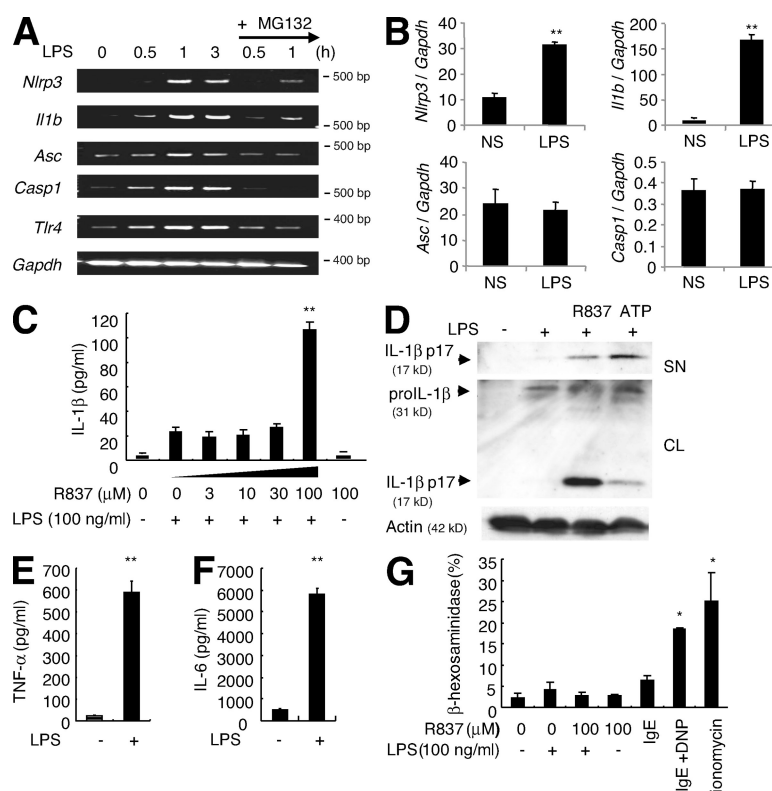 A
+ MG132
LPS 0 0.5 1 3 0.5 1 (h)
Nlrp3
500 bp
Il1b
500 bp
Asc
500 bp
Casp1
500 bp
Tlr4
400 bp
Gapdh
400 bp
B
Nlrp3 / Gapdh
40
30
20
10
0
**
NS LPS
Il1b / Gapdh
200
150
100
50
0
**
NS LPS
Asc / Gapdh
40
30
20
10
0
NS LPS
Casp1 / Gapdh
0.5
0.4
0.3
0.2
0.1
0
NS LPS
C
IL-1β (pg/ml)
120
100
80
60
40
20
0
**
R837 (μM) 0 0 3 10 30 100 100
LPS (100 ng/ml) - + + + + + -
D
R837 ATP
LPS - + + +
IL-1β p17
(17 kD)
SN
proIL-1β
(31 kD)
CL
IL-1β p17
(17 kD)
Actin (42 kD)
E
TNF-α (pg/ml)
700
600
500
400
300
200
100
0
**
LPS - +
F
IL-6 (pg/ml)
7000
6000
5000
4000
3000
2000
1000
0
**
LPS - +
G
β-hexosaminidase(%)
35
30
25
20
15
10
5
0
*
*
R837 (μM) 0 0 100 100
LPS(100 ng/ml) - + + -
IgE
IgE +DNP
ionomycin